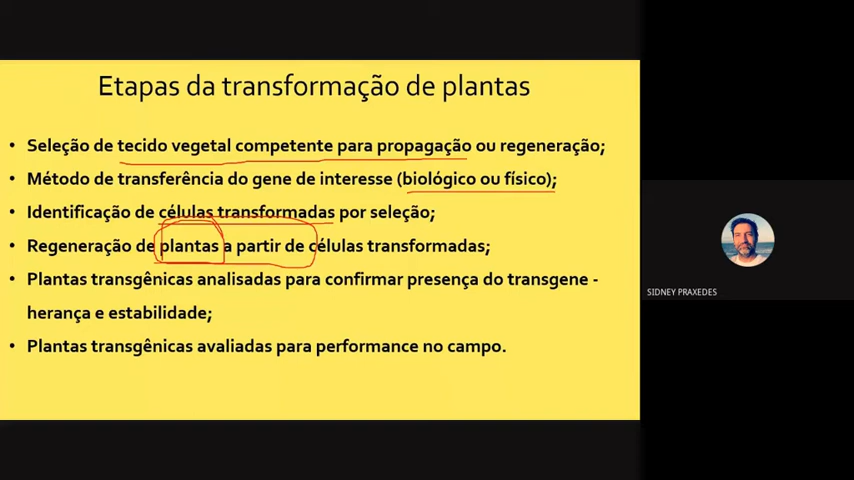 Etapas da transformação de plantas
• Seleção de tecido vegetal competente para propagação ou regeneração;
• Método de transferência do gene de interesse (biológico ou físico);
• Identificação de células transformadas por seleção;
• Regeneração de plantas a partir de células transformadas;
• Plantas transgênicas analisadas para confirmar presença do transgene -
herança e estabilidade;
• Plantas transgênicas avaliadas para performance no campo.
SIDNEY PRAXEDES